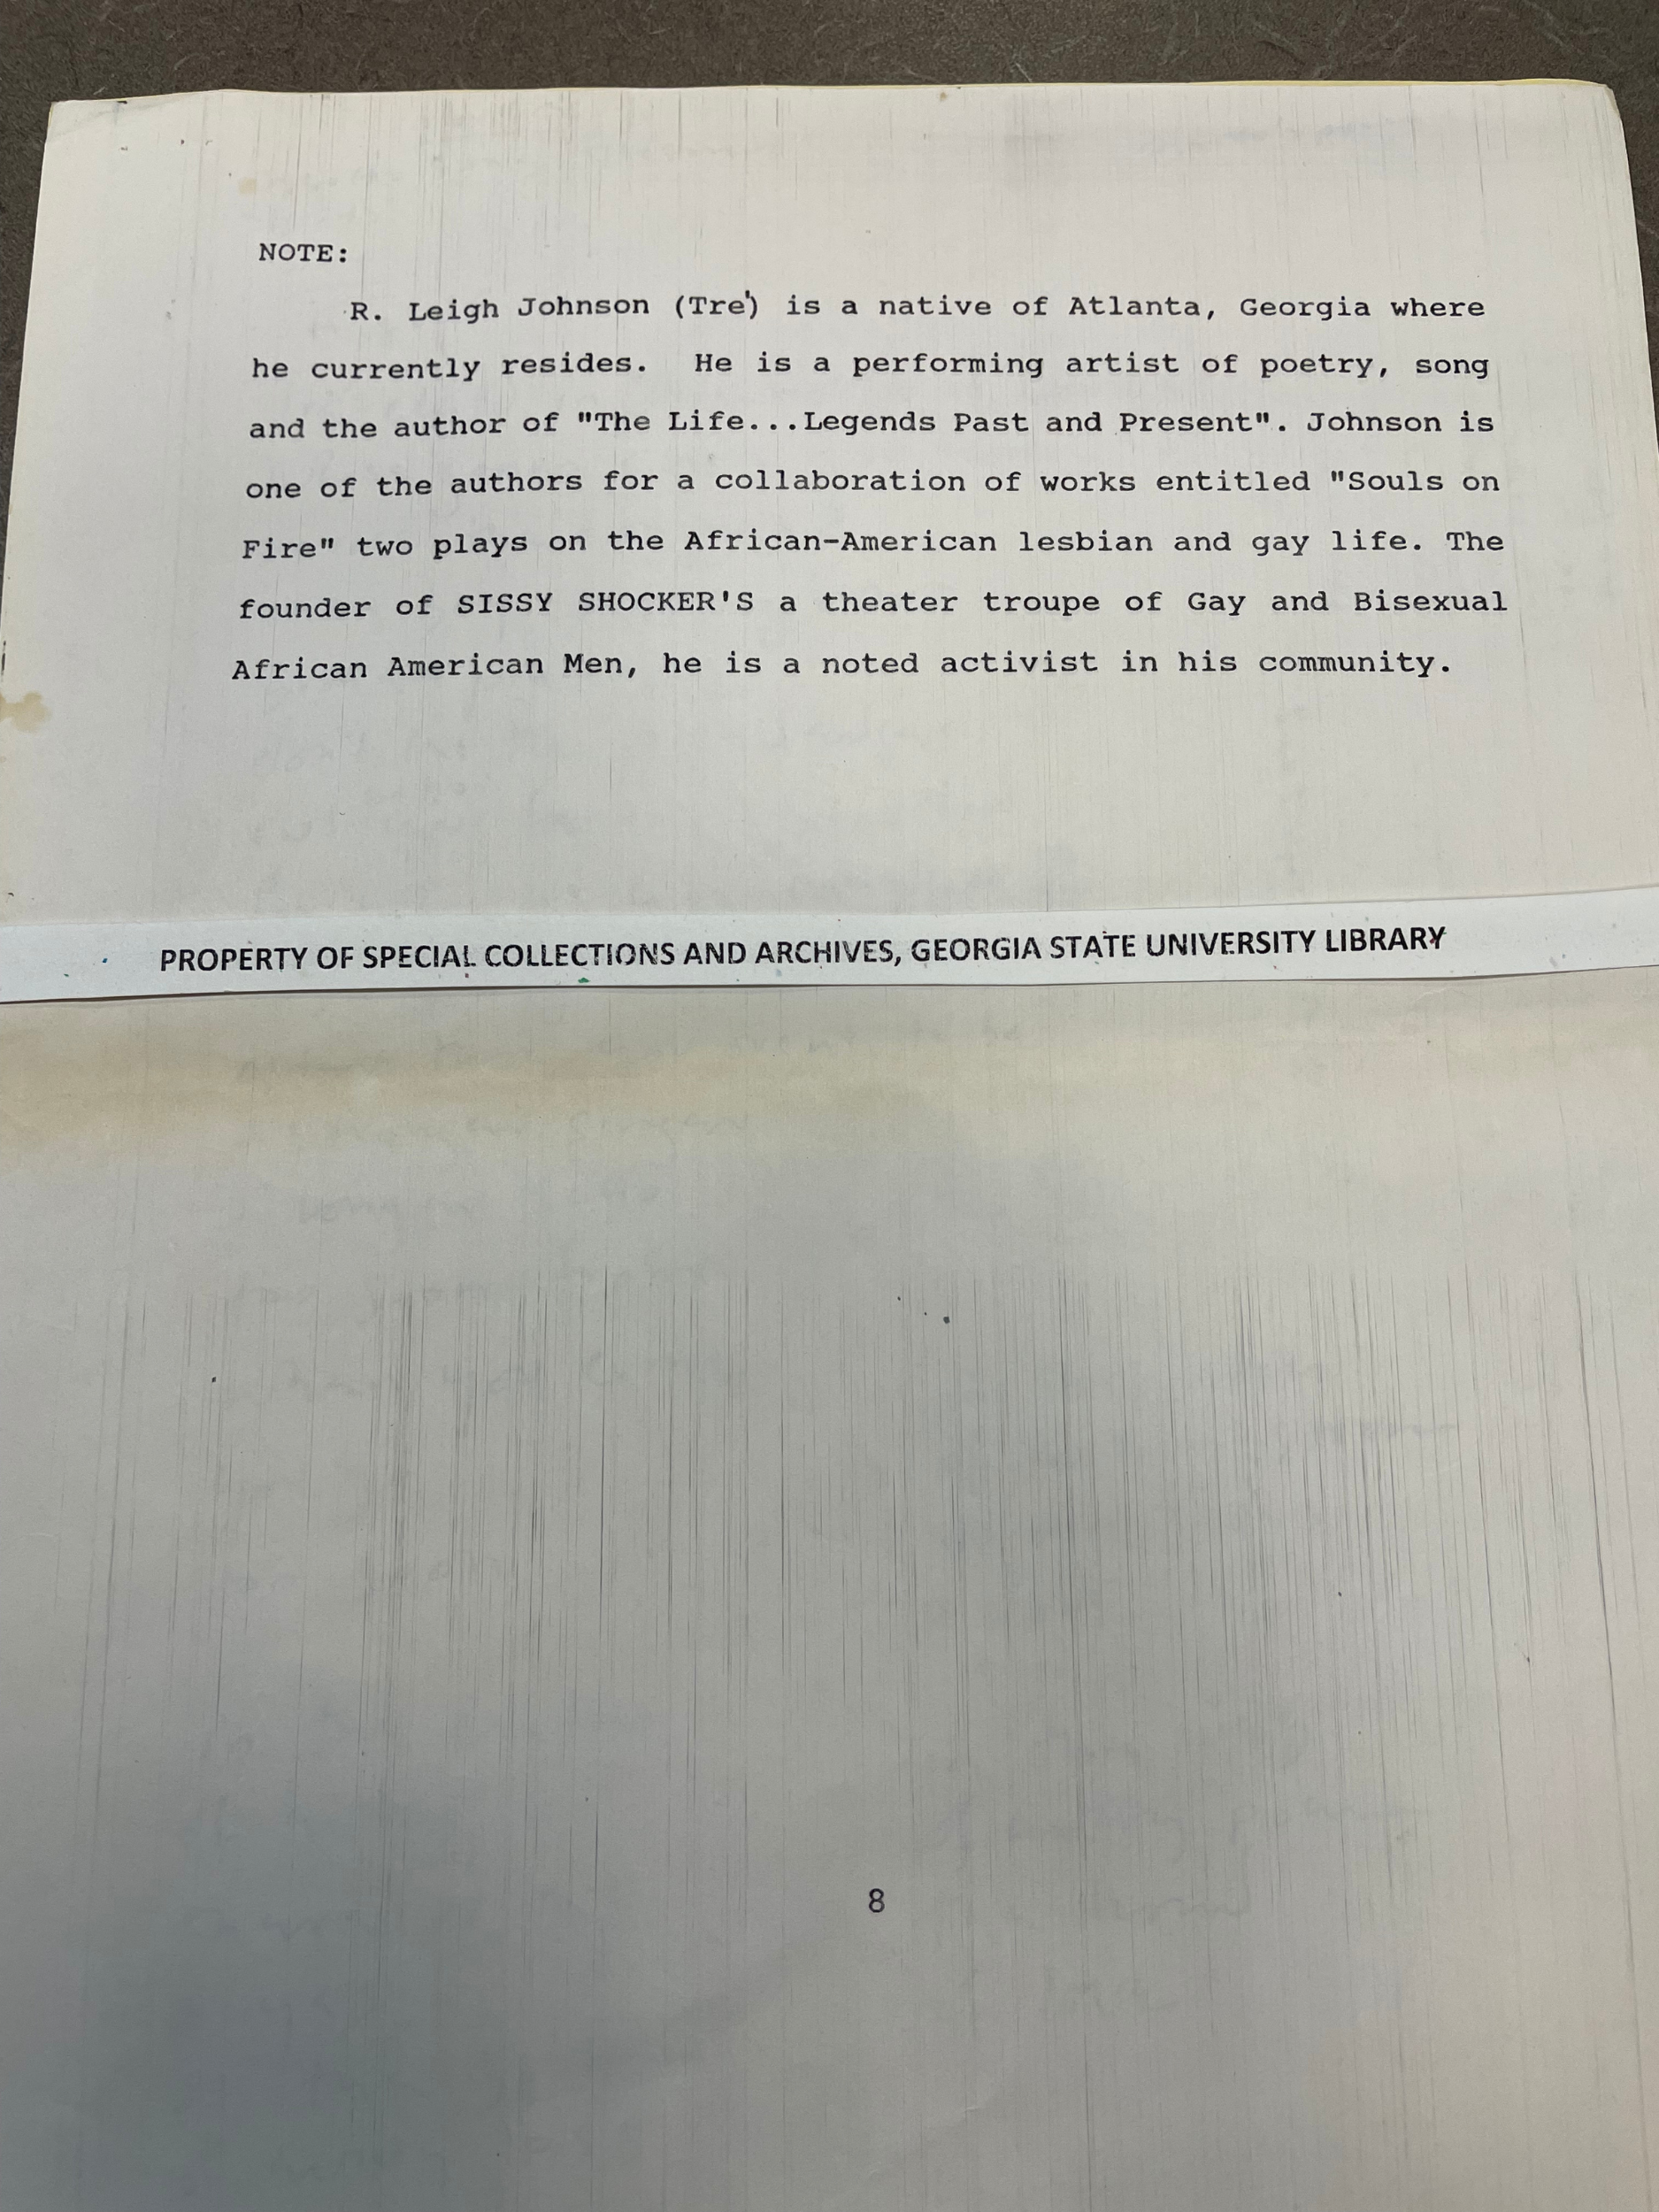 NOTE:
R. Leigh Johnson (Tre') is a native of Atlanta, Georgia where
he currently resides. He is a performing artist of poetry, song
and the author of "The Life...Legends Past and Present". Johnson is
one of the authors for a collaboration of works entitled "Souls on
Fire" two plays on the African-American lesbian and gay life. The
founder of SISSY SHOCKER'S a theater troupe of Gay and Bisexual
African American Men, he is a noted activist in his community.
PROPERTY OF SPECIAL COLLECTIONS AND ARCHIVES, GEORGIA STATE UNIVERSITY LIBRARY
8